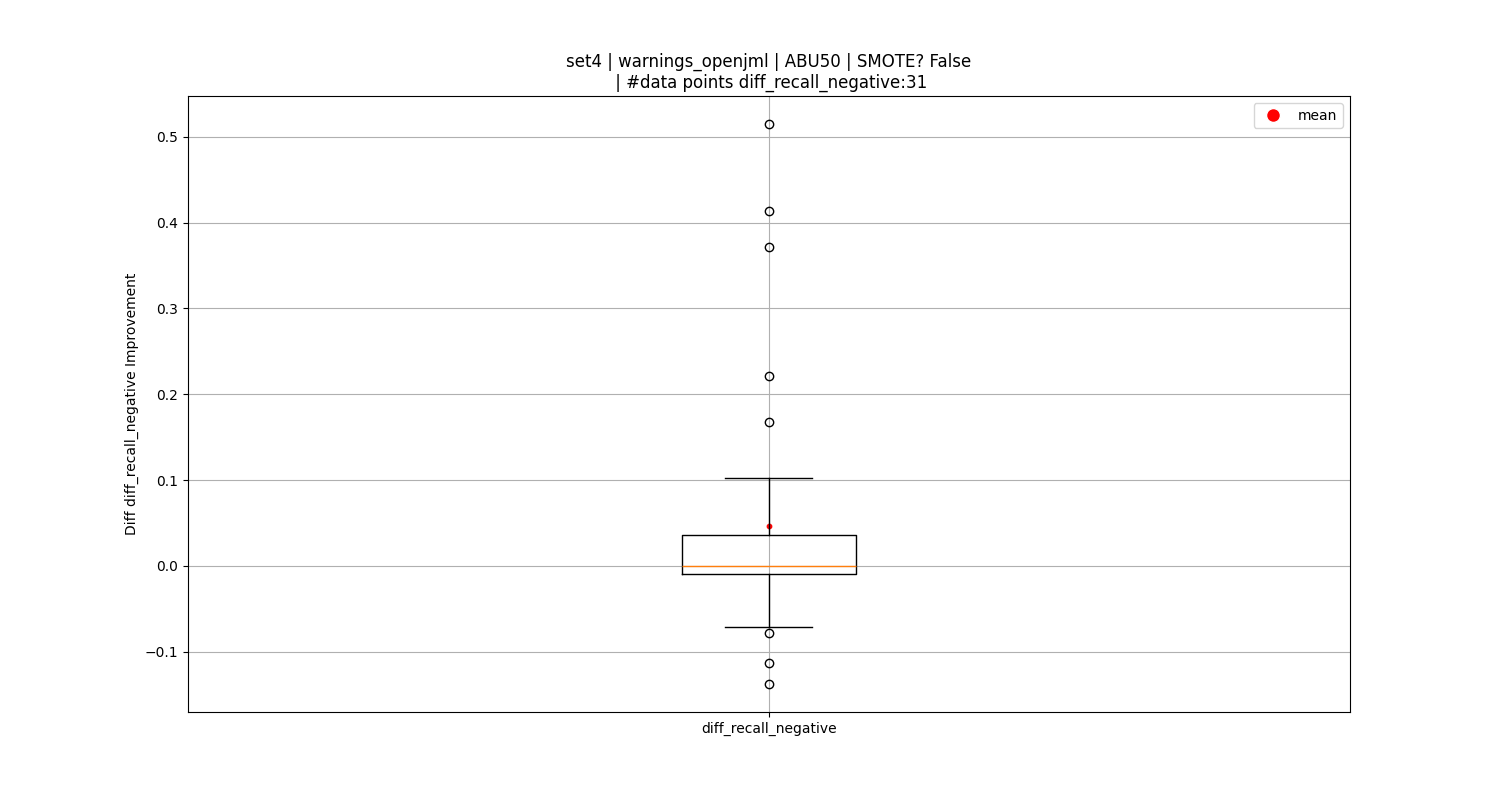 set4 | warnings_openjml | ABU50 | SMOTE? False
| #data points diff_recall_negative:31
mean
0.5
0.4
0.3
0.2
0.1
0.0
−0.1
Diff diff_recall_negative Improvement
diff_recall_negative